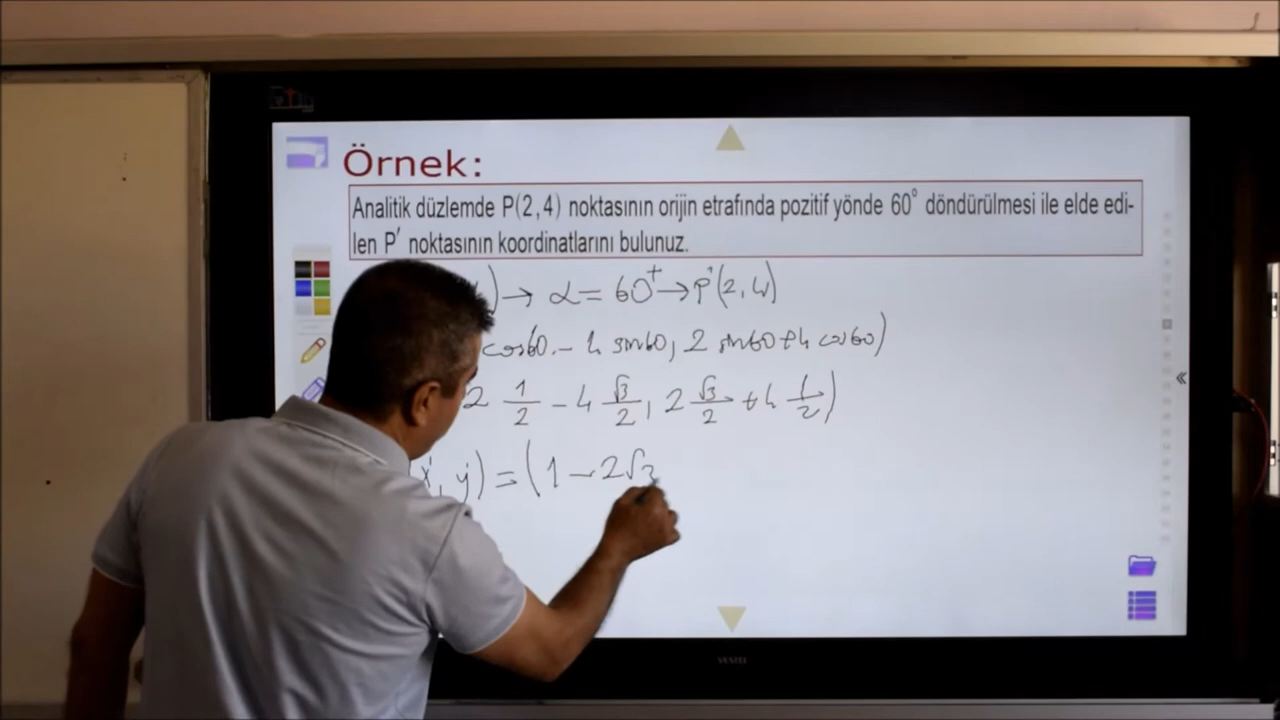 Örnek:
Analitik düzlemde P(2,4) noktasının orijin etrafında pozitif yönde 60° döndürülmesi ile elde edi-
len P′ noktasının koordinatlarını bulunuz.
) → α = 60⁺ → P'(2,4)
cos60 - 4 sin60, 2 sin60 + 4 cos60)
2 1/2 - 4 √3/2, 2 √3/2 + 4 1/2)
x', y') = (1 - 2√3
VESTEL